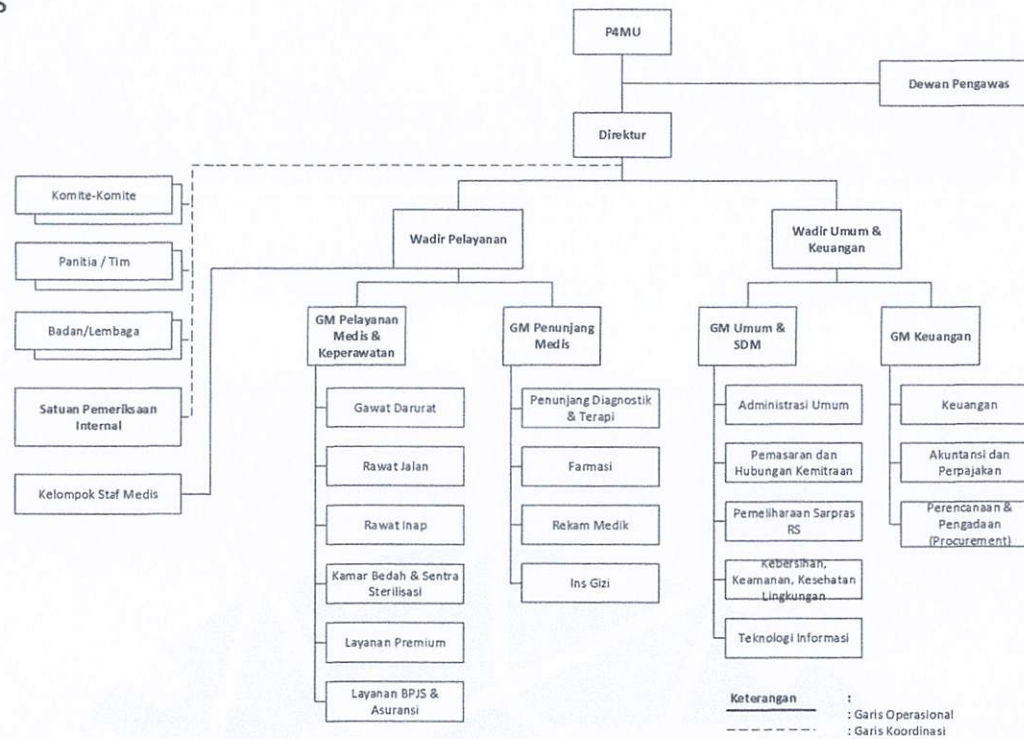 P4MU
Dewan Pengawas
Direktur
Komite-Komite
Panitia / Tim
Badan/Lembaga
Satuan Pemeriksaan
Internal
Kelompok Staf Medis
Wadir Pelayanan
Wadir Umum &
Keuangan
GM Pelayanan
Medis &
Keperawatan
GM Penunjang
Medis
GM Umum &
SDM
GM Keuangan
Gawat Darurat
Rawat Jalan
Rawat Inap
Kamar Bedah & Sentra
Sterilisasi
Layanan Premium
Layanan BPJS &
Asuransi
Penunjang Diagnostik
& Terapi
Farmasi
Rekam Medik
Ins Gizi
Administrasi Umum
Pemasaran dan
Hubungan Kemitraan
Pemeliharaan Sarpras
RS
Kebersihan,
Keamanan, Kesehatan
Lingkungan
Teknologi Informasi
Keuangan
Akuntansi dan
Perpajakan
Perencanaan &
Pengadaan
(Procurement)
Keterangan :
: Garis Operasional
: Garis Koordinasi